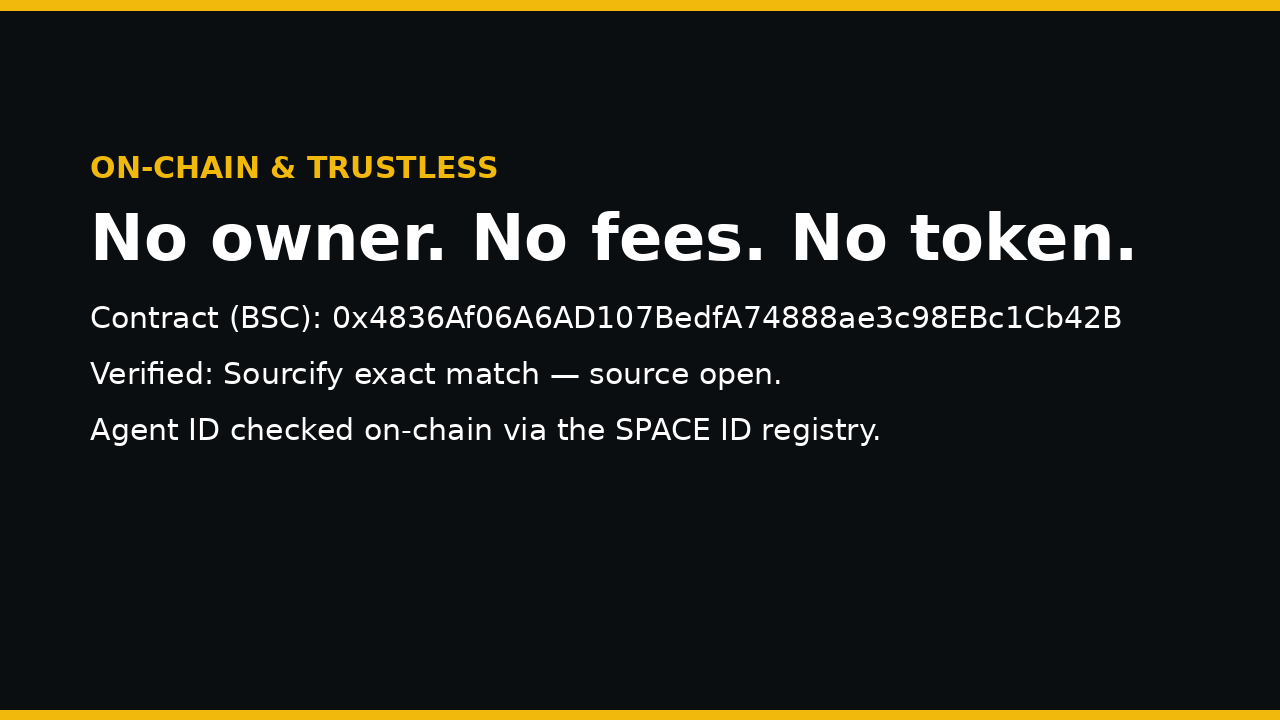 ON-CHAIN & TRUSTLESS
No owner. No fees. No token.
Contract (BSC): 0x4836Af06A6AD107BedfA74888ae3c98EBc1Cb42B
Verified: Sourcify exact match — source open.
Agent ID checked on-chain via the SPACE ID registry.